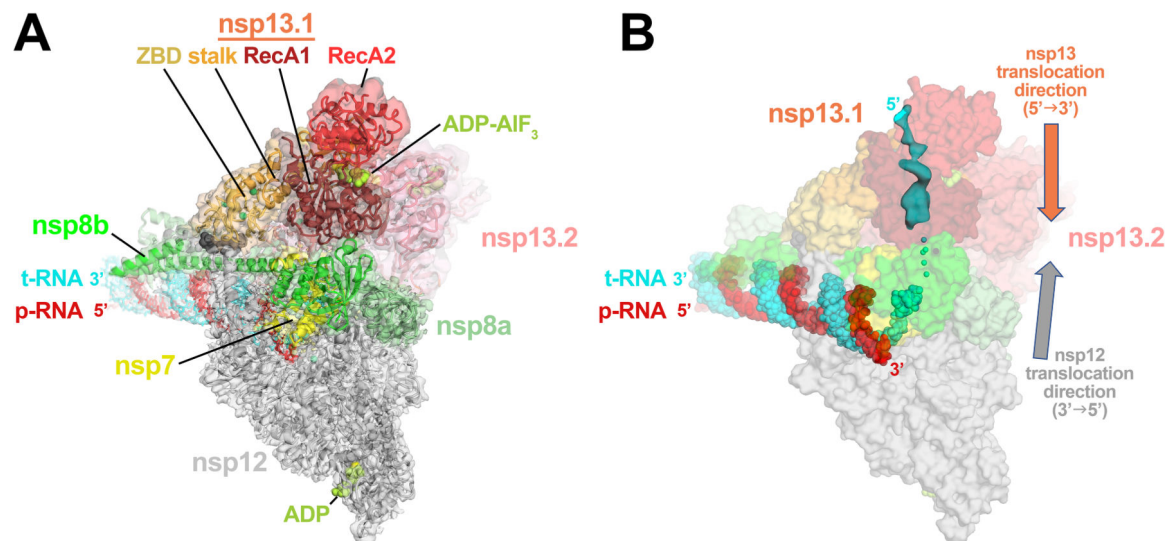 A
nsp13.1
ZBD stalk RecA1 RecA2
ADP-AlF3
nsp8b
nsp13.2
t-RNA 3’
p-RNA 5’
nsp8a
nsp7
nsp12
ADP
B
nsp13
translocation
direction
(5’→3’)
5’
nsp13.1
nsp13.2
t-RNA 3’
p-RNA 5’
3’
nsp12
translocation
direction
(3’→5’)